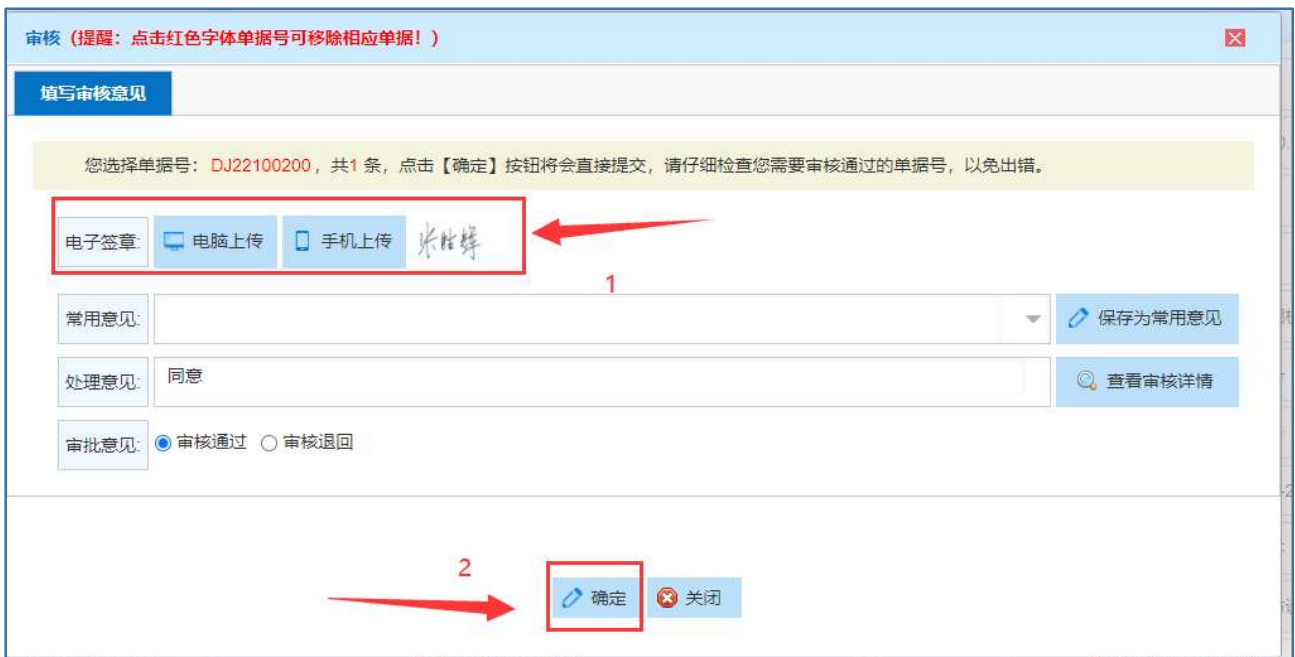 审核（提醒：点击红色字体单据号可移除相应单据！）
填写审核意见
您选择单据号：DJ22100200，共1 条，点击【确定】按钮将会直接提交，请仔细检查您需要审核通过的单据号，以免出错。
电子签章: 电脑上传 手机上传
1
常用意见: 保存为常用意见
处理意见: 同意 查看审核详情
审批意见: 审核通过 审核退回
2
确定 关闭